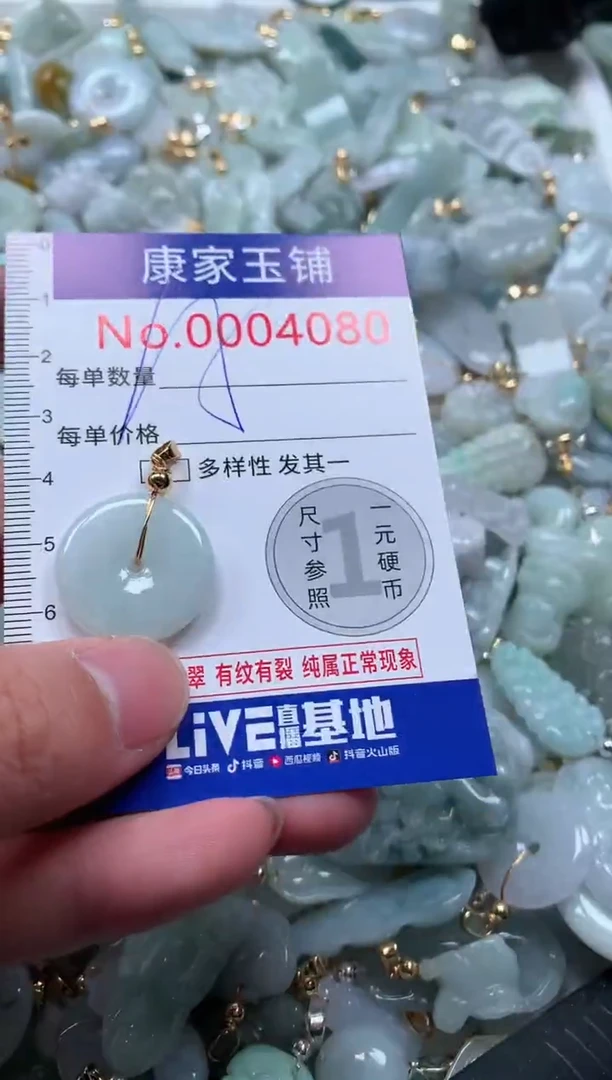 康家玉铺
No.0004080
每单数量
每单价格
多样性 发其一
尺寸参照
1
一元硬币
翠 有纹有裂 纯属正常现象
LiVE直播基地
今日头条 抖音 西瓜视频 抖音火山版
0
1
2
3
4
5
6